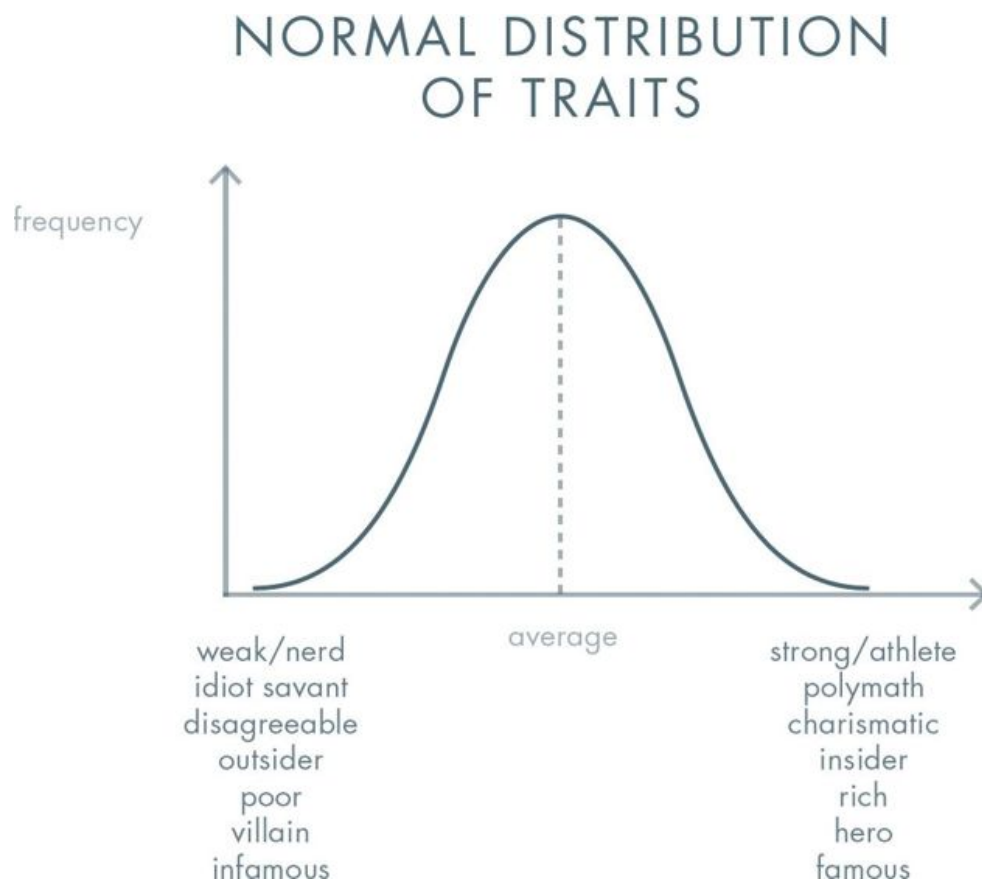 NORMAL DISTRIBUTION
OF TRAITS
frequency
average
weak/nerd
idiot savant
disagreeable
outsider
poor
villain
infamous
strong/athlete
polymath
charismatic
insider
rich
hero
famous